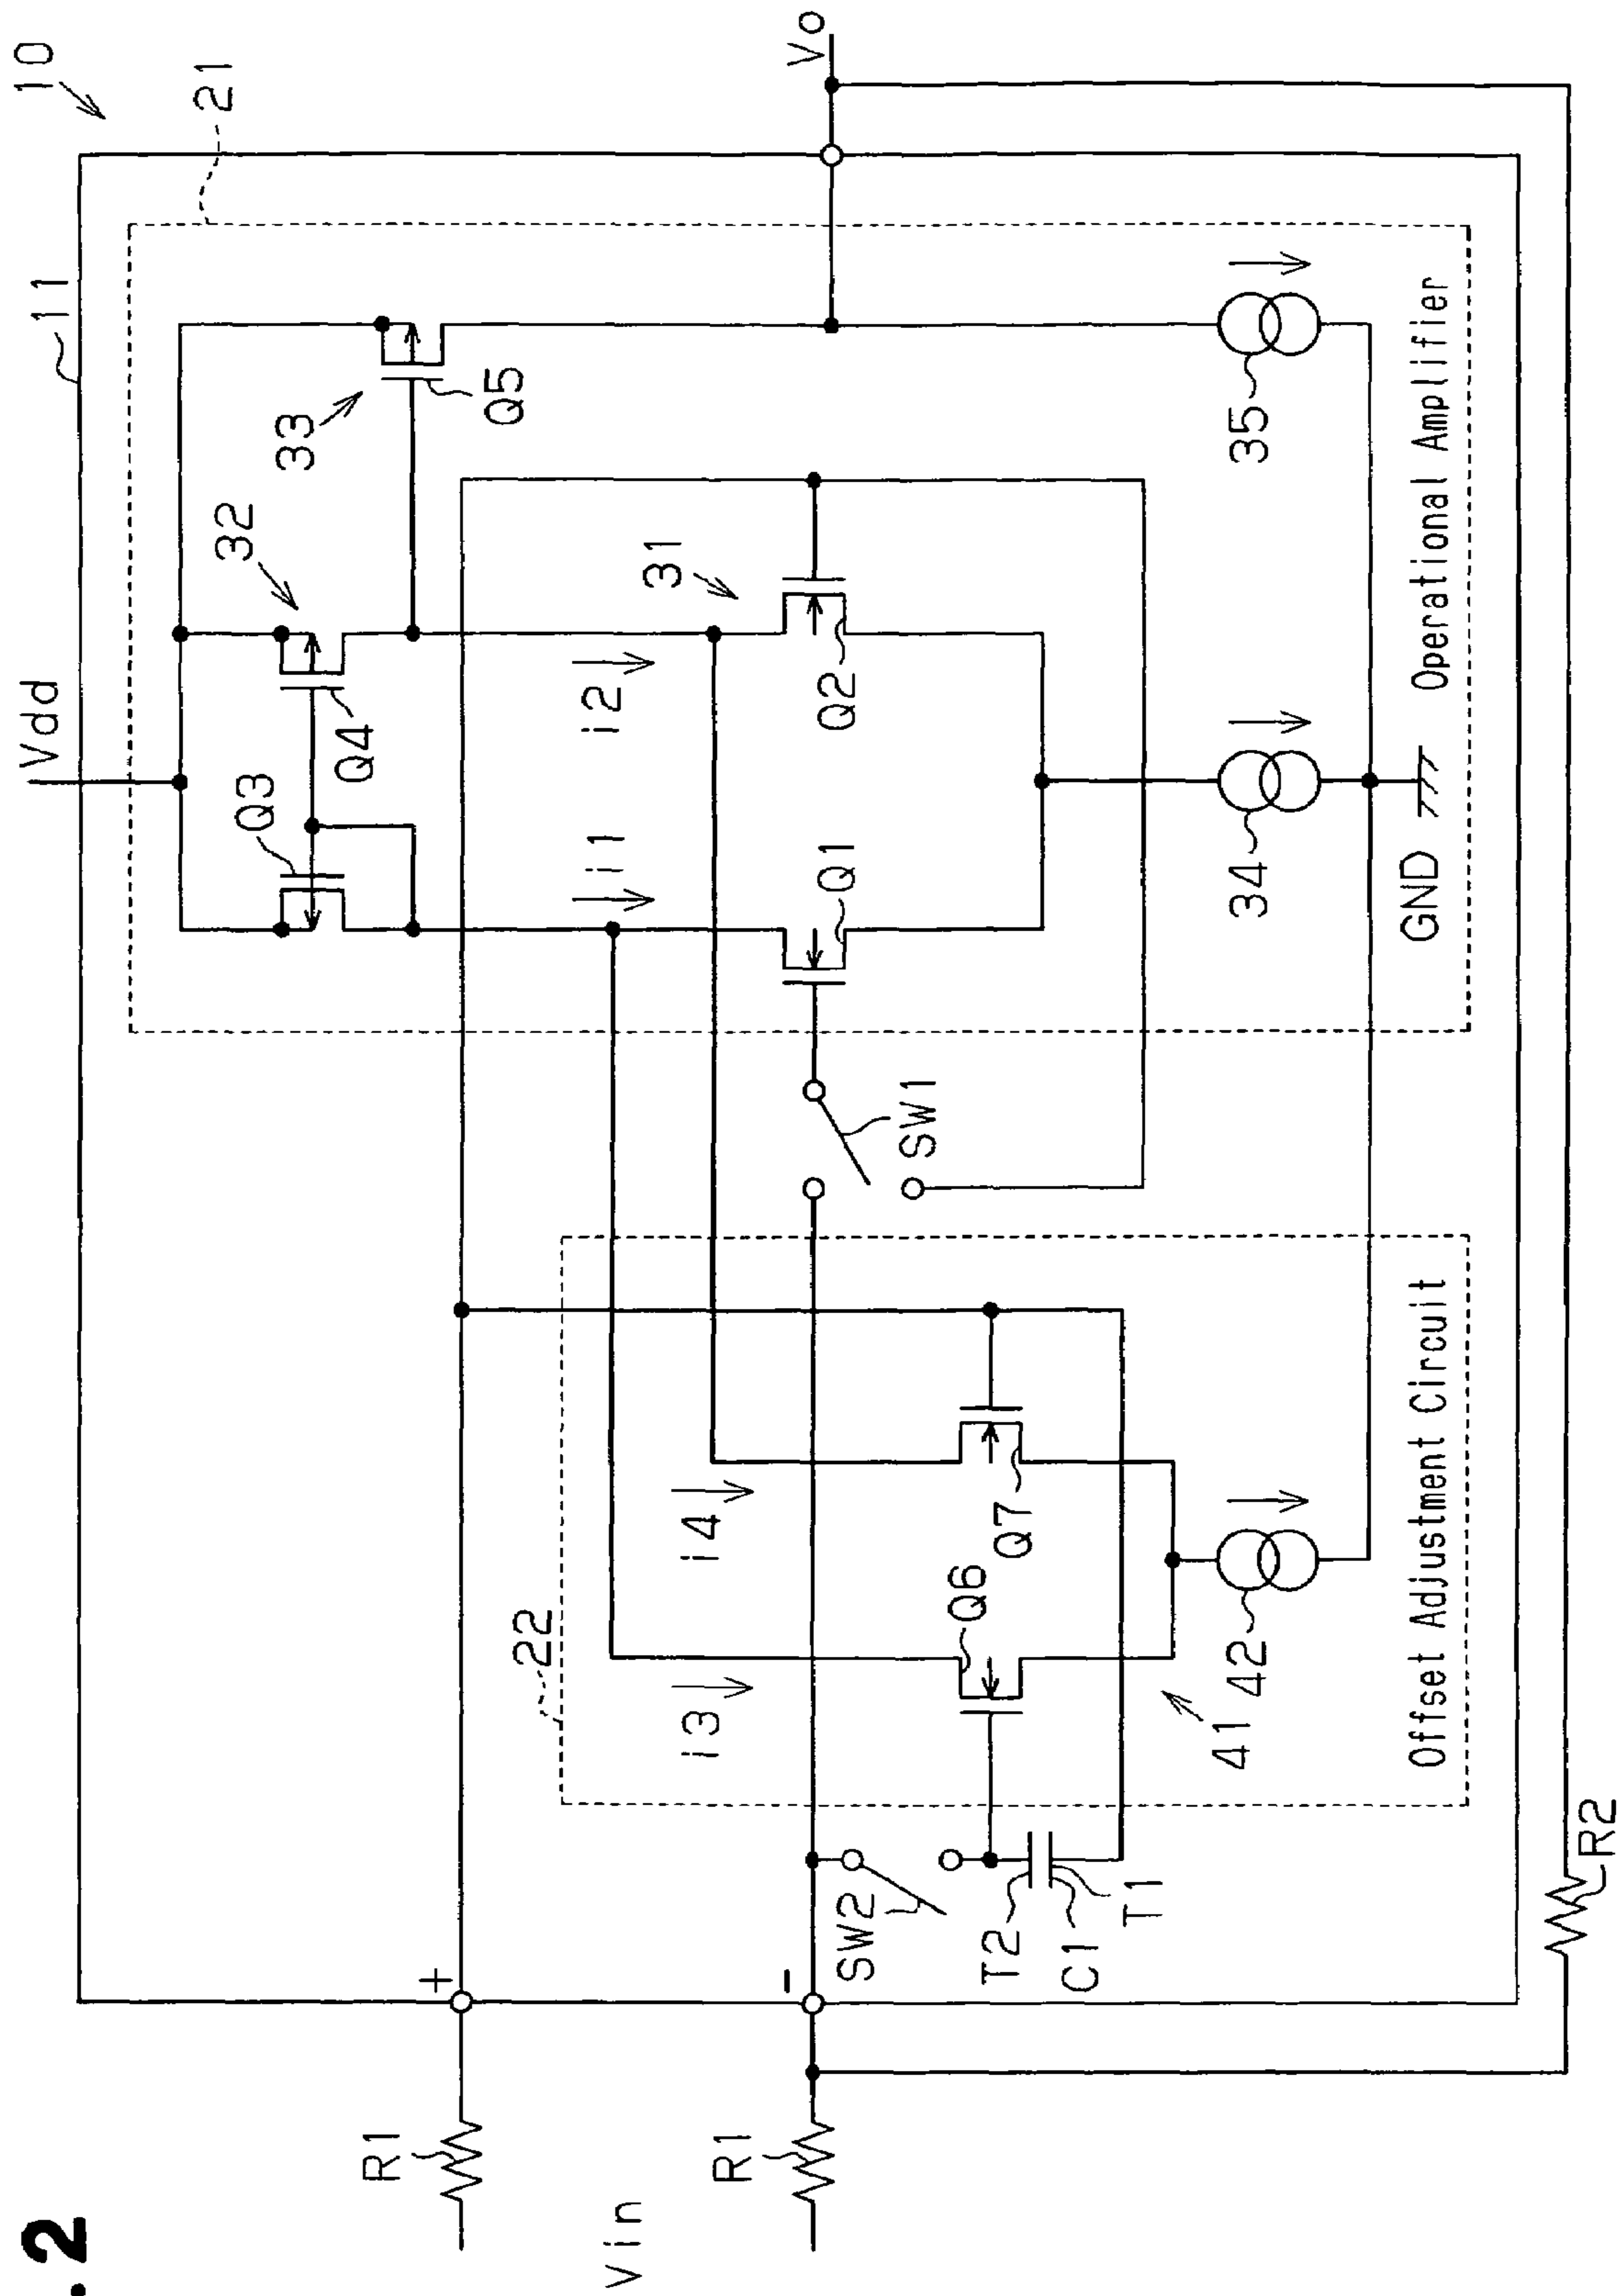 10
11
21
Vdd
Vo
32
33
Q3
Q4
Q5
i1
i2
31
Q1
Q2
SW1
34
35
GND
Operational Amplifier
22
i3
i4
Q6
Q7
41
42
Offset Adjustment Circuit
+
-
SW2
T2
C1
T1
R1
R1
Vin
R2
. 2